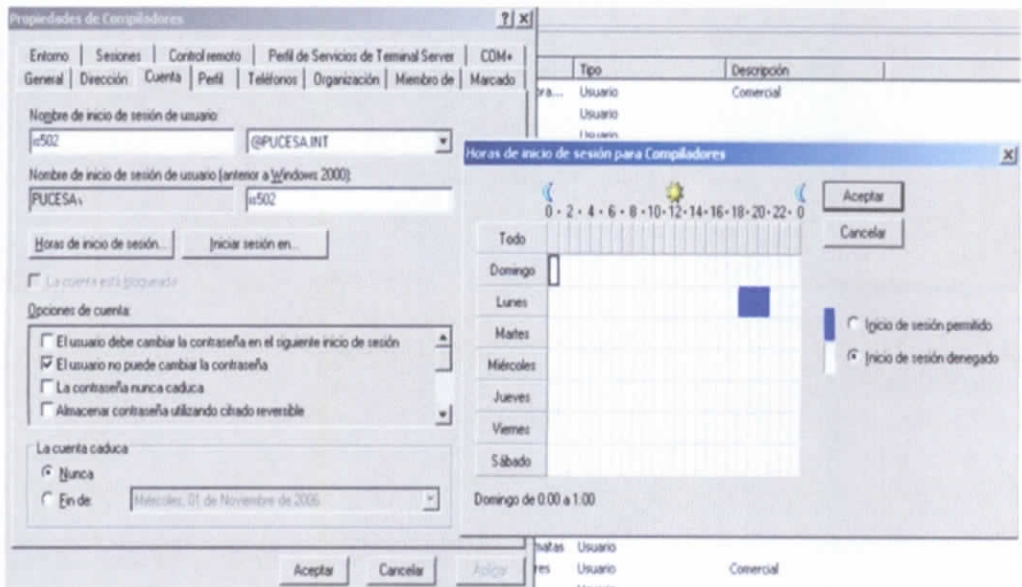 Propiedades de Compiladores
Entorno Sesiones Control remoto Perfil de Servicios de Terminal Server COM+
General Dirección Cuenta Perfil Teléfonos Organización Miembro de Marcado
Nombre de inicio de sesión de usuario:
is502 @PUCESA.INT
Nombre de inicio de sesión de usuario (anterior a Windows 2000):
PUCESA\ is502
Horas de inicio de sesión... Iniciar sesión en...
La cuenta está bloqueada
Opciones de cuenta:
El usuario debe cambiar la contraseña en el siguiente inicio de sesión
El usuario no puede cambiar la contraseña
La contraseña nunca caduca
Almacenar contraseña utilizando cifrado reversible
La cuenta caduca
Nunca
Fin de: Miércoles, 01 de Noviembre de 2006
Aceptar Cancelar Aplicar
Tipo Descripción
Usuario Comercial
Usuario
Usuario
Horas de inicio de sesión para Compiladores
0 · 2 · 4 · 6 · 8 · 10 · 12 · 14 · 16 · 18 · 20 · 22 · 0
Todo
Domingo
Lunes
Martes
Miércoles
Jueves
Viernes
Sábado
Domingo de 0:00 a 1:00
Aceptar
Cancelar
Inicio de sesión permitido
Inicio de sesión denegado
Usuario
Usuario Comercial